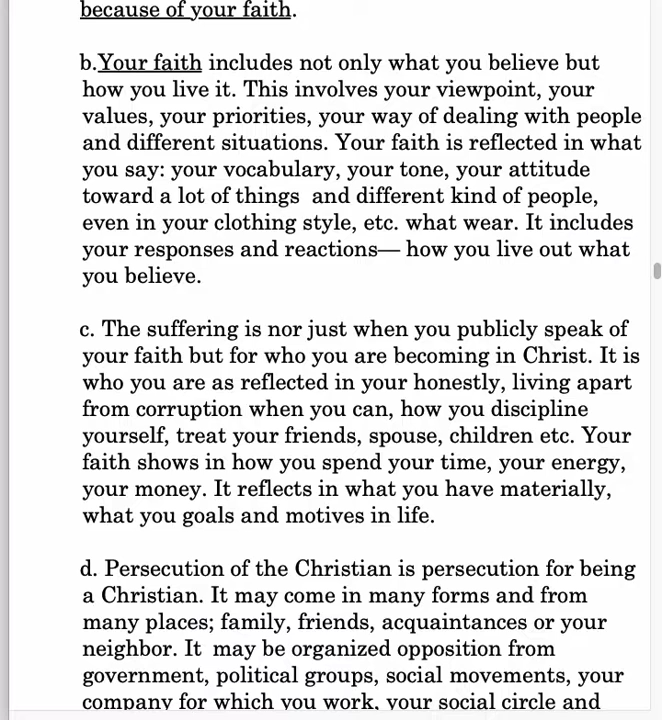 because of your faith.
b.Your faith includes not only what you believe but
how you live it. This involves your viewpoint, your
values, your priorities, your way of dealing with people
and different situations. Your faith is reflected in what
you say: your vocabulary, your tone, your attitude
toward a lot of things  and different kind of people,
even in your clothing style, etc. what wear. It includes
your responses and reactions— how you live out what
you believe.
c. The suffering is nor just when you publicly speak of
your faith but for who you are becoming in Christ. It is
who you are as reflected in your honestly, living apart
from corruption when you can, how you discipline
yourself, treat your friends, spouse, children etc. Your
faith shows in how you spend your time, your energy,
your money. It reflects in what you have materially,
what you goals and motives in life.
d. Persecution of the Christian is persecution for being
a Christian. It may come in many forms and from
many places; family, friends, acquaintances or your
neighbor. It  may be organized opposition from
government, political groups, social movements, your
company for which you work, your social circle and